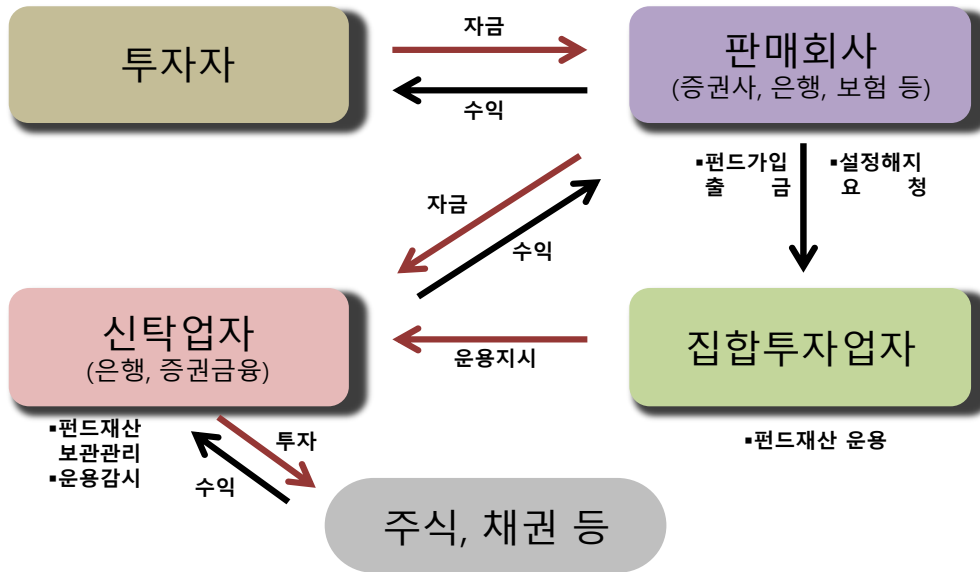 투자자
자금
수익
판매회사
(증권사, 은행, 보험 등)
▪펀드가입
출 금
▪설정해지
요 청
자금
수익
신탁업자
(은행, 증권금융)
운용지시
집합투자업자
▪펀드재산
보관관리
▪운용감시
투자
수익
▪펀드재산 운용
주식, 채권 등